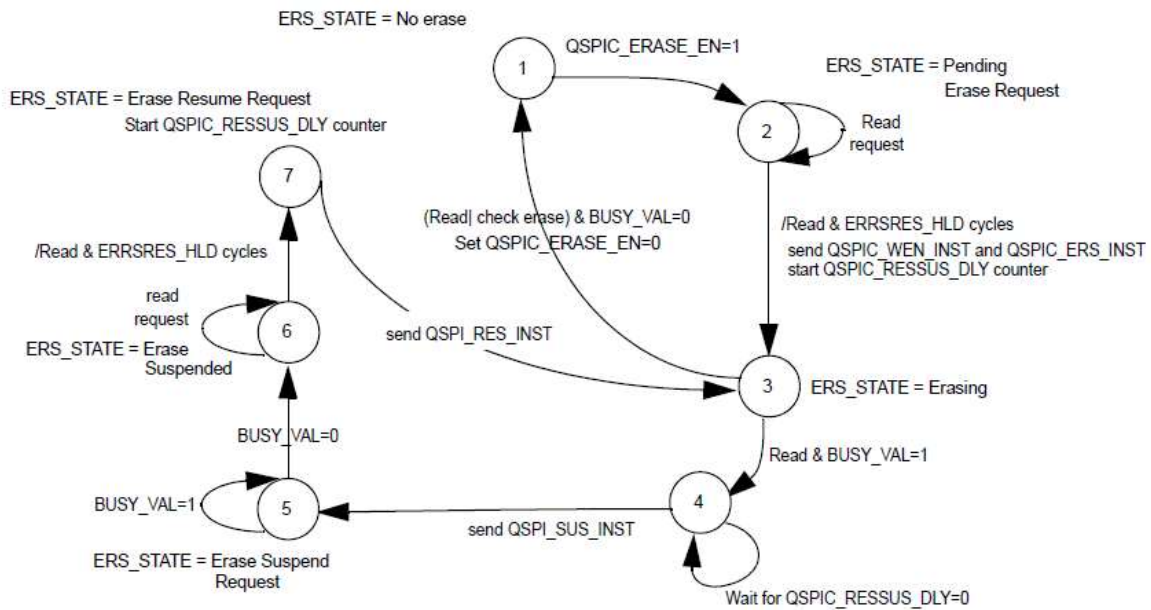 ERS_STATE = No erase
1
QSPIC_ERASE_EN=1
ERS_STATE = Pending
Erase Request
2
Read
request
ERS_STATE = Erase Resume Request
Start QSPIC_RESSUS_DLY counter
7
(Read| check erase) & BUSY_VAL=0
Set QSPIC_ERASE_EN=0
/Read & ERRSRES_HLD cycles
send QSPIC_WEN_INST and QSPIC_ERS_INST
start QSPIC_RESSUS_DLY counter
/Read & ERRSRES_HLD cycles
read
request
6
ERS_STATE = Erase
Suspended
send QSPI_RES_INST
3
ERS_STATE = Erasing
BUSY_VAL=0
Read & BUSY_VAL=1
BUSY_VAL=1
5
4
send QSPI_SUS_INST
ERS_STATE = Erase Suspend
Request
Wait for QSPIC_RESSUS_DLY=0